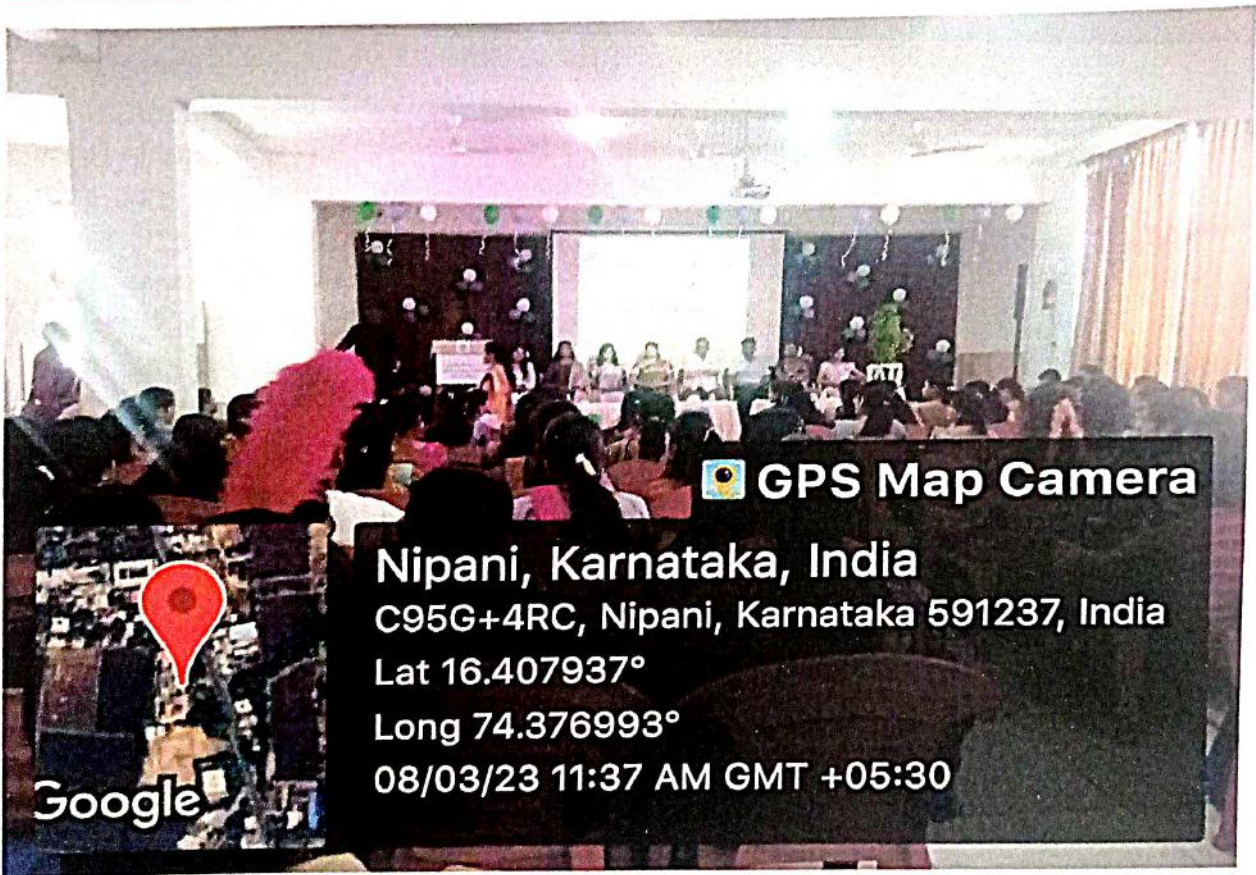 GPS Map Camera
Nipani, Karnataka, India
C95G+4RC, Nipani, Karnataka 591237, India
Lat 16.407937°
Long 74.376993°
08/03/23 11:37 AM GMT +05:30
Google